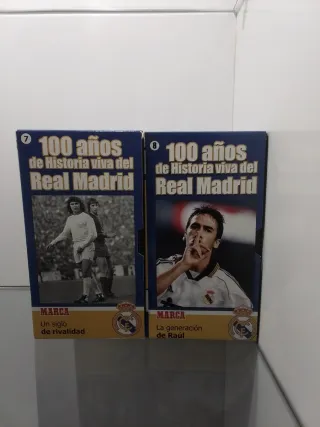 7
100 años
de Historia viva del
Real Madrid
MARCA
Un siglo
de rivalidad
8
100 años
de Historia viva del
Real Madrid
MARCA
La generación
de Raúl